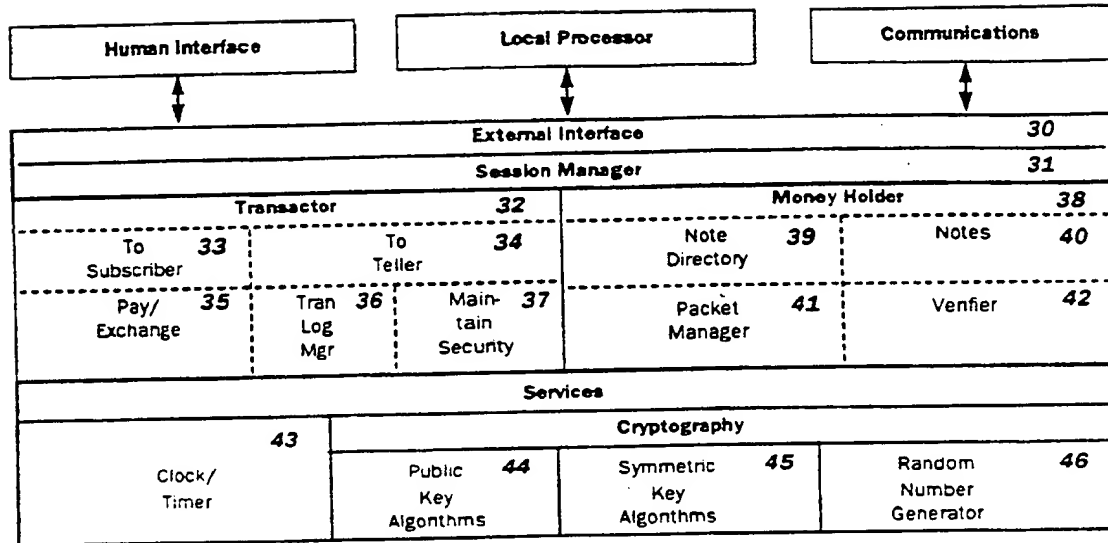 Human Interface
Local Processor
Communications
External Interface 30
Session Manager 31
Transactor 32
Money Holder 38
To 33
Subscriber
To 34
Teller
Note 39
Directory
Notes 40
Pay/ 35
Exchange
Tran 36
Log
Mgr
Main- 37
tain
Security
Packet 41
Manager
Venfier 42
Services
43
Clock/
Timer
Cryptography
Public 44
Key
Algonthms
Symmetric 45
Key
Algonthms
Random 46
Number
Generator